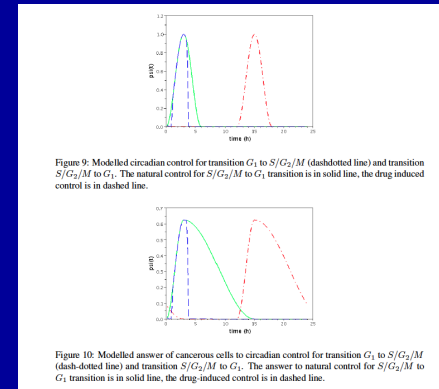 1.2
1.0
0.8
0.6
0.4
0.2
0.0
psi(t)
0 5 10 15 20 25
time (h)
Figure 9: Modelled circadian control for transition G₁ to S/G₂/M (dashdotted line) and transition
S/G₂/M to G₁. The natural control for S/G₂/M to G₁ transition is in solid line, the drug induced
control is in dashed line.
0.7
0.6
0.5
0.4
0.3
0.2
0.1
0.0
psi(t)
0 5 10 15 20 25
time (h)
Figure 10: Modelled answer of cancerous cells to circadian control for transition G₁ to S/G₂/M
(dash-dotted line) and transition S/G₂/M to G₁. The answer to natural control for S/G₂/M to
G₁ transition is in solid line, the drug-induced control is in dashed line.